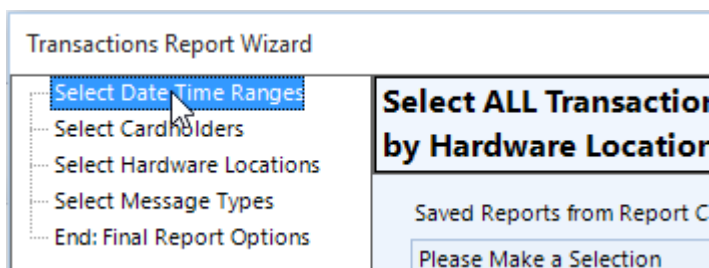 Transactions Report Wizard
Select Date Time Ranges
Select Cardholders
Select Hardware Locations
Select Message Types
End: Final Report Options
Select ALL Transaction
by Hardware Location
Saved Reports from Report C
Please Make a Selection